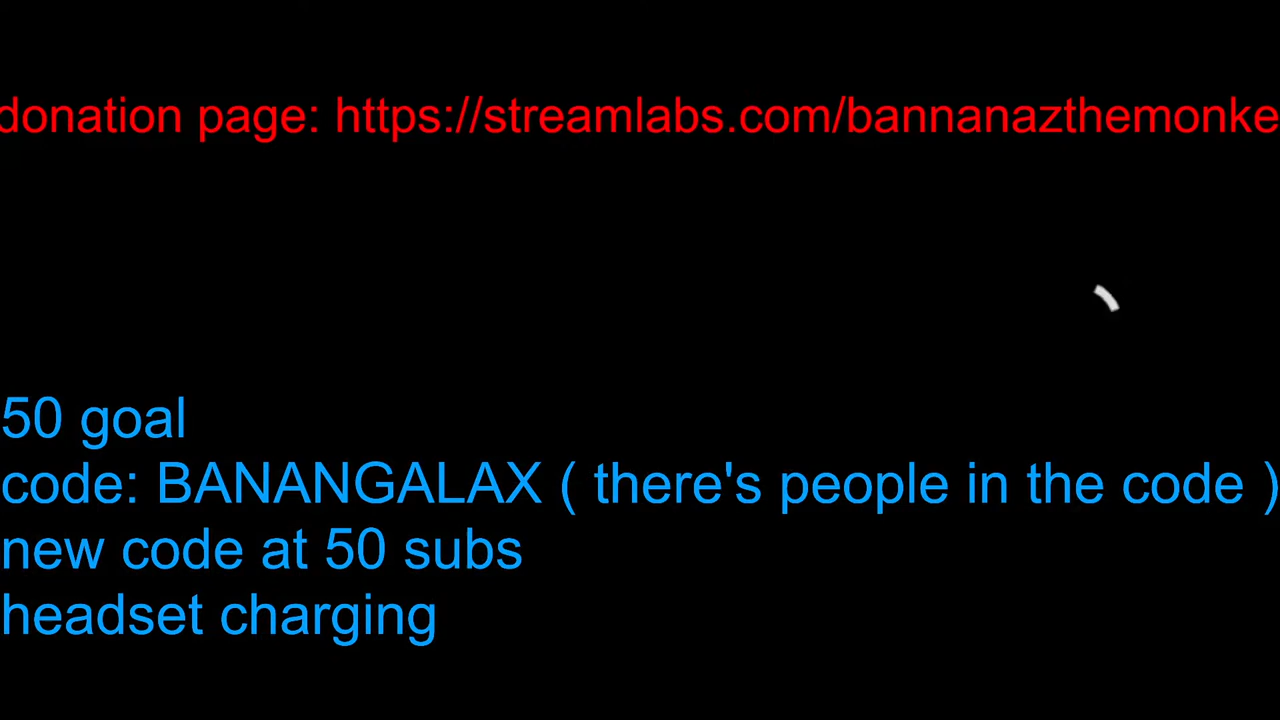 donation page: https://streamlabs.com/bannanazthemonke
50 goal
code: BANANGALAX ( there's people in the code )
new code at 50 subs
headset charging